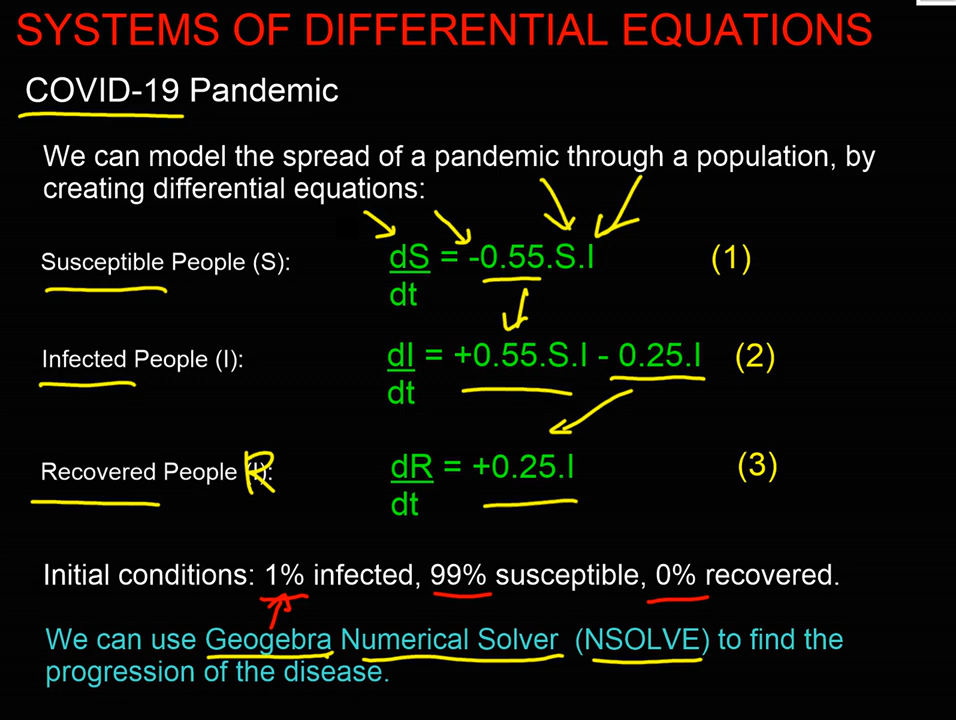 SYSTEMS OF DIFFERENTIAL EQUATIONS
COVID-19 Pandemic
We can model the spread of a pandemic through a population, by
creating differential equations:
Susceptible People (S): dS = -0.55.S.I (1)
dt
Infected People (I): dI = +0.55.S.I - 0.25.I (2)
dt
Recovered People (I): R dR = +0.25.I (3)
dt
Initial conditions: 1% infected, 99% susceptible, 0% recovered.
We can use Geogebra Numerical Solver (NSOLVE) to find the
progression of the disease.